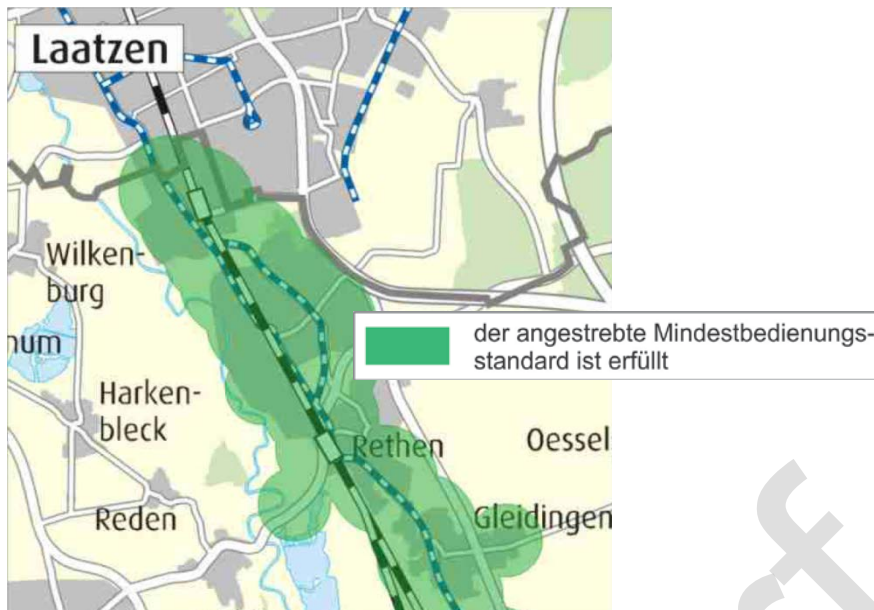 Laatzen
Wilken-
burg
num
der angestrebte Mindestbedienungs-
standard ist erfüllt
Harken-
bleck
Rethen
Oessel
Reden
Gleidingen
f